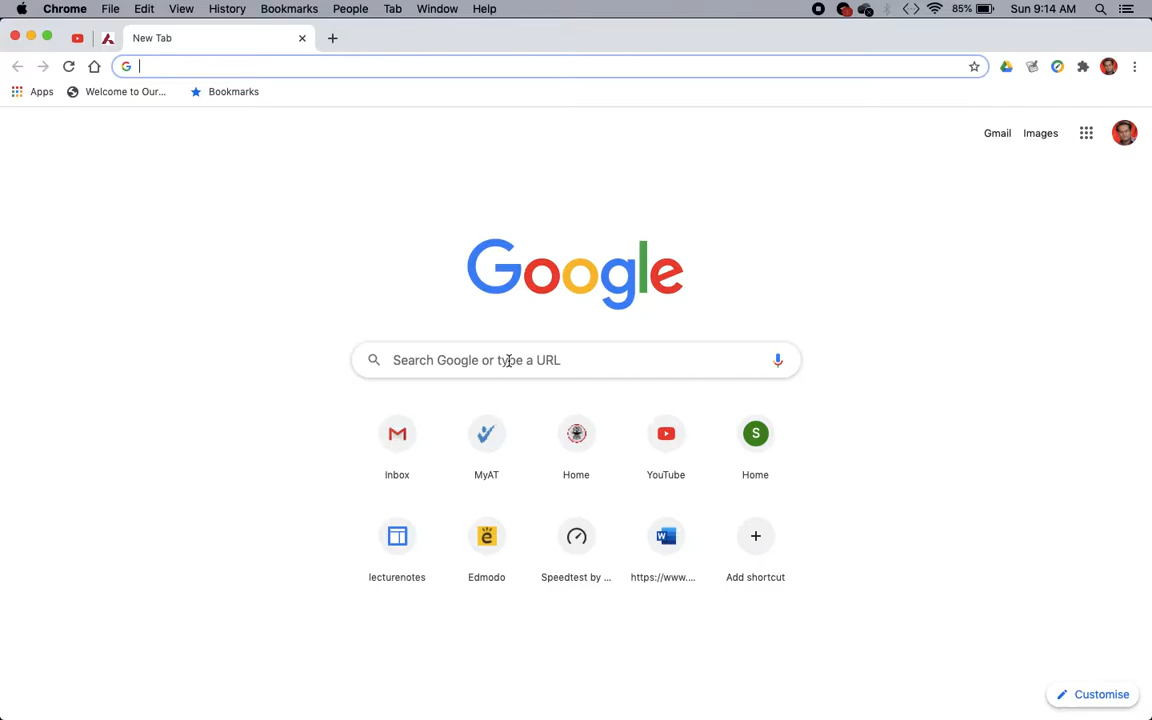 Chrome File Edit View History Bookmarks People Tab Window Help 85% Sun 9:14 AM
New Tab
Apps Welcome to Our... Bookmarks
Gmail Images
Google
Search Google or type a URL
S
Inbox MyAT Home YouTube Home
Lecturenotes Edmodo Speedtest by ... https://www.... Add shortcut
Customise